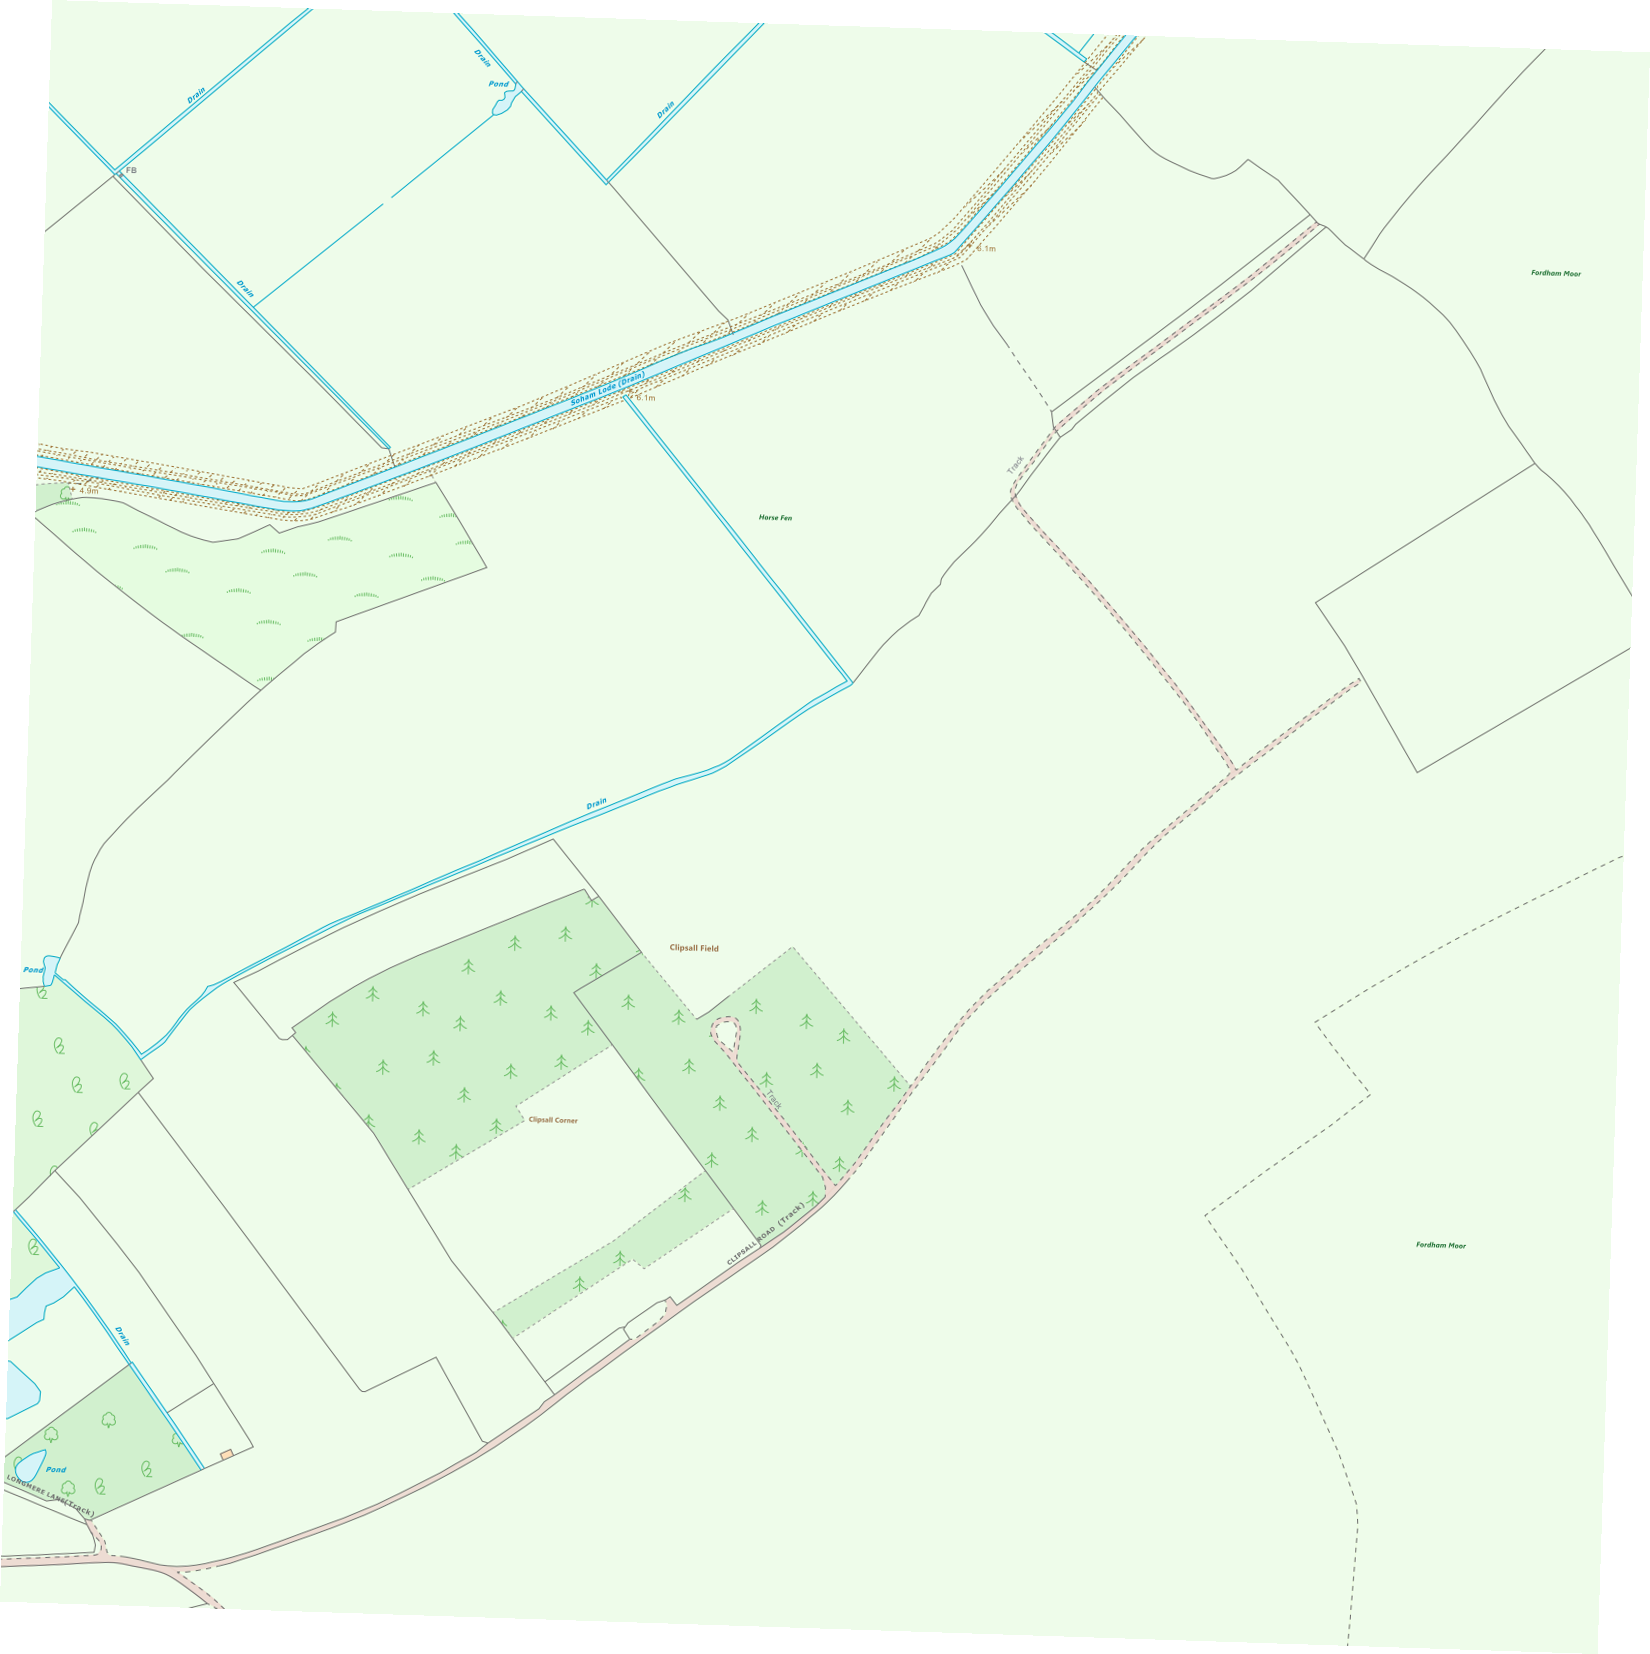 Drain
Pond
Drain
Drain
FB
6.1m
Fordham Moor
Drain
Soham Lode (Drain)
6.1m
Track
4.9m
Horse Fen
Drain
Clipsall Field
Pond
Track
Clipsall Corner
CLIPSALL ROAD (Track)
Fordham Moor
Drain
Pond
LONGMERE LANE(Track)